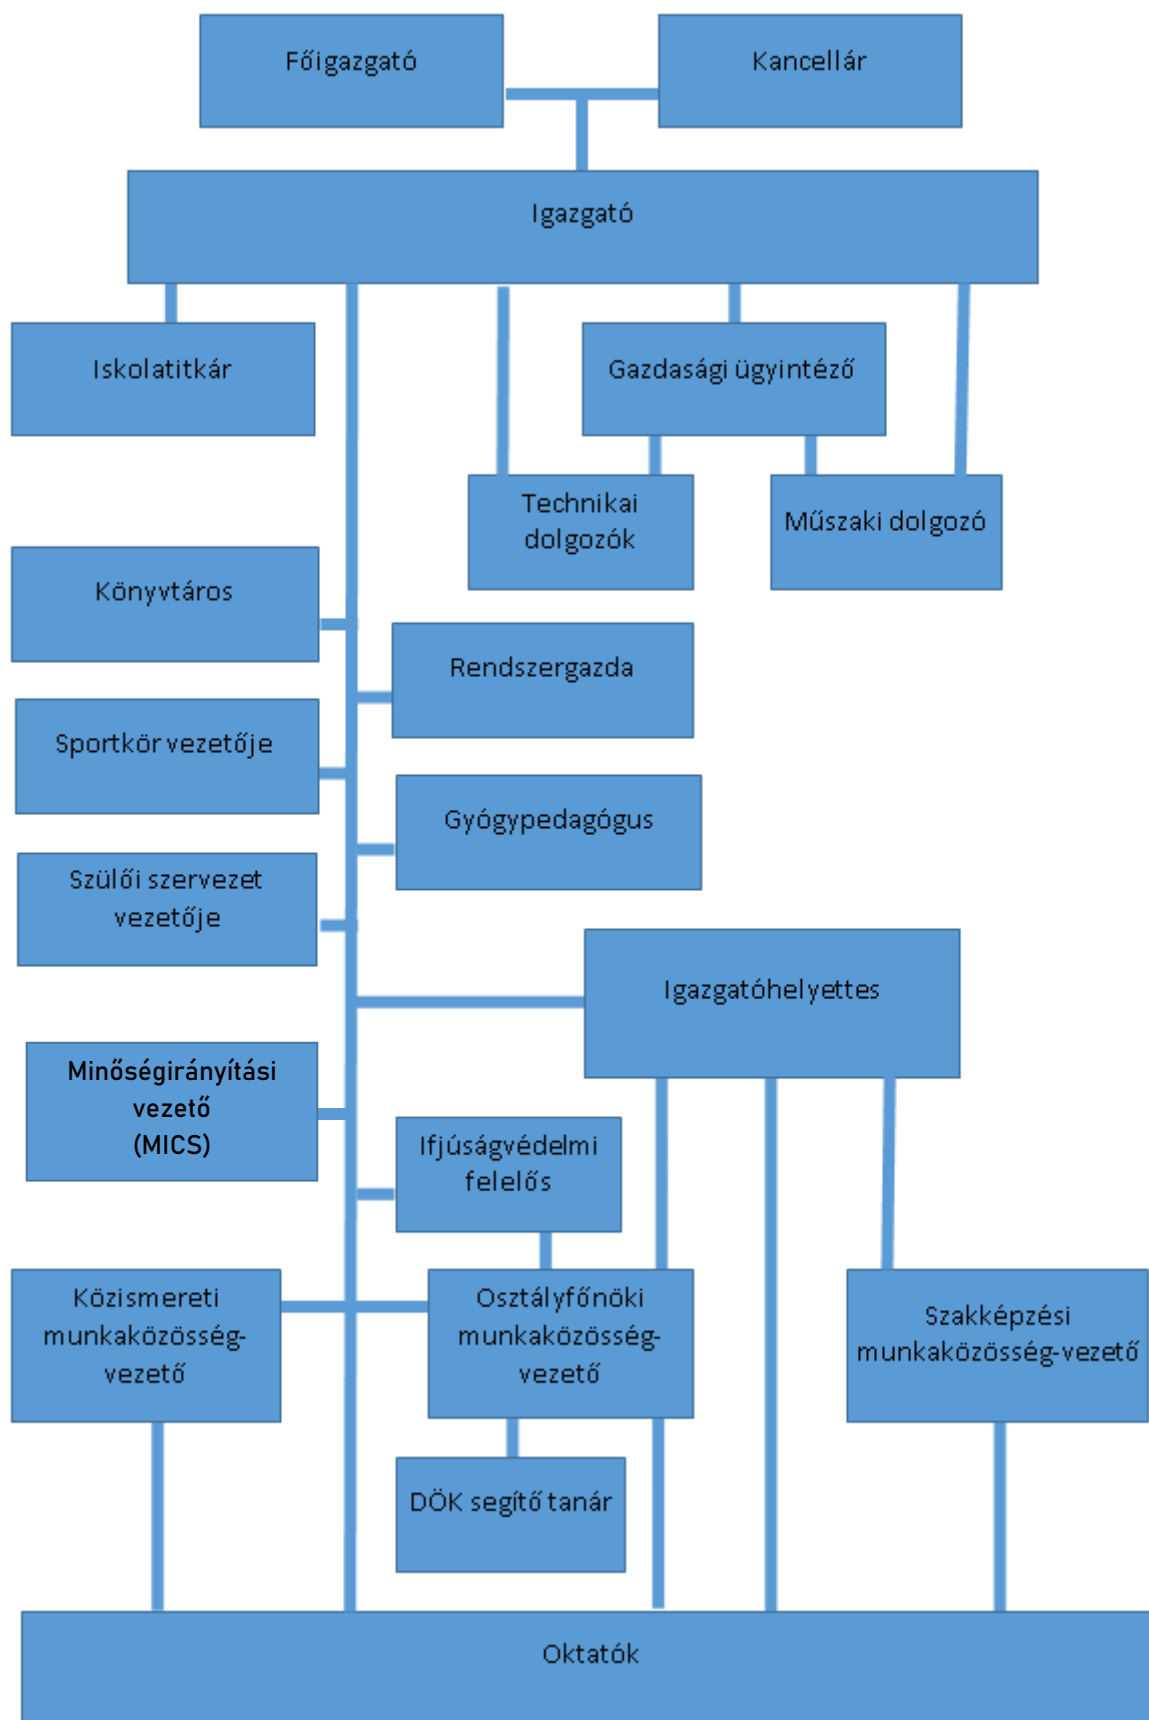 Főigazgató
Kancellár
Igazgató
Iskolatitkár
Gazdasági ügyintéző
Technikai
dolgozók
Műszaki dolgozó
Könyvtáros
Rendszergazda
Sportkör vezetője
Gyógypedagógus
Szülői szervezet
vezetője
Igazgatóhelyettes
Minőségirányítási
vezető
(MICS)
Ifjúságvédelmi
felelős
Közismereti
munkaközösség-
vezető
Osztályfőnöki
munkaközösség-
vezető
Szakképzési
munkaközösség-vezető
DÖK segítő tanár
Oktatók